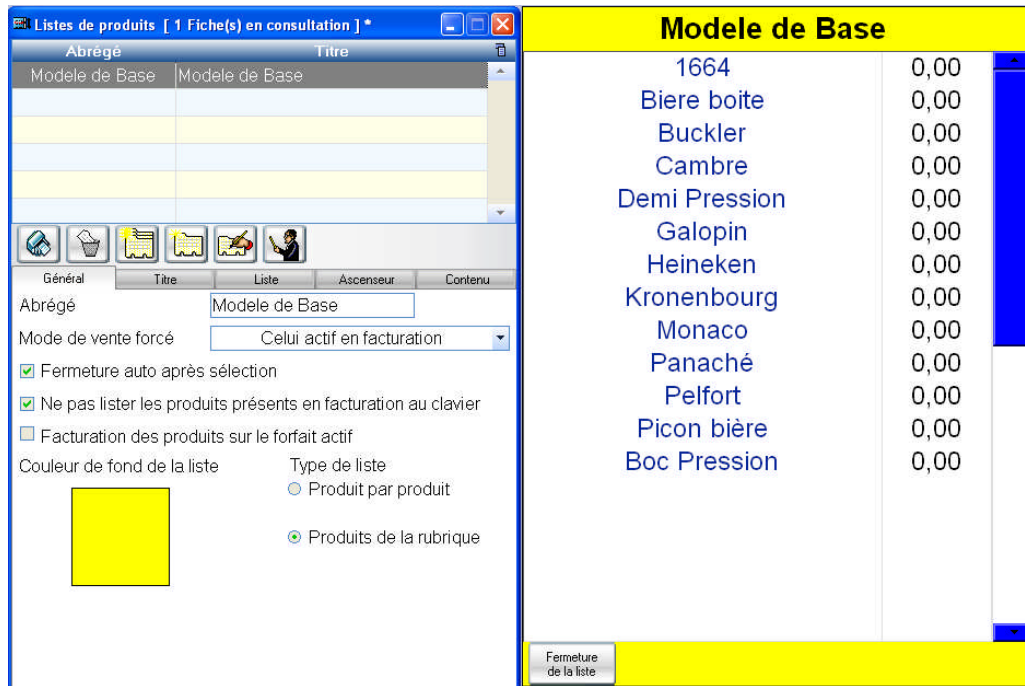 Listes de produits [ 1 Fiche(s) en consultation ] *
Abrégé Titre
Modele de Base Modele de Base
Général Titre Liste Ascenseur Contenu
Abrégé Modele de Base
Mode de vente forcé Celui actif en facturation
Fermeture auto après sélection
Ne pas lister les produits présents en facturation au clavier
Facturation des produits sur le forfait actif
Couleur de fond de la liste Type de liste
Produit par produit
Produits de la rubrique
Modele de Base
1664 0,00
Biere boite 0,00
Buckler 0,00
Cambre 0,00
Demi Pression 0,00
Galopin 0,00
Heineken 0,00
Kronenbourg 0,00
Monaco 0,00
Panaché 0,00
Pelfort 0,00
Picon bière 0,00
Boc Pression 0,00
Fermeture
de la liste